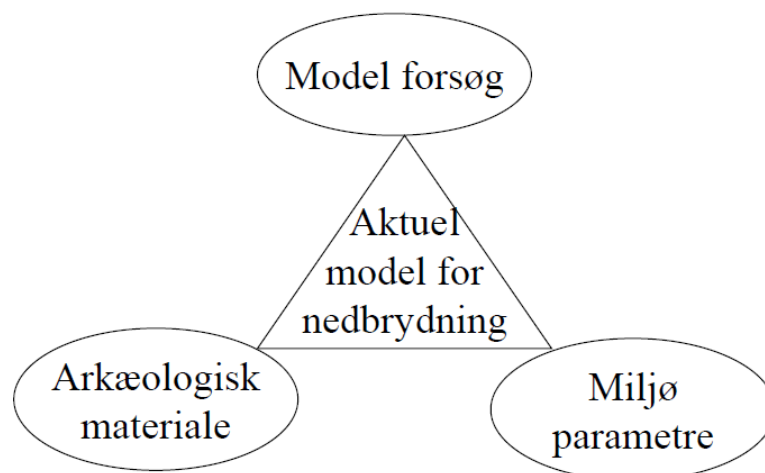 Model forsøg
Aktuel
model for
nedbrydning
Arkæologisk
materiale
Miljø
parametre